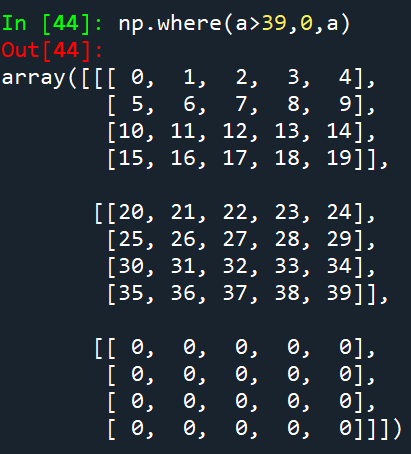 In [44]: np.where(a>39,0,a)
Out[44]:
array([[[ 0,  1,  2,  3,  4],
        [ 5,  6,  7,  8,  9],
        [10, 11, 12, 13, 14],
        [15, 16, 17, 18, 19]],

       [[20, 21, 22, 23, 24],
        [25, 26, 27, 28, 29],
        [30, 31, 32, 33, 34],
        [35, 36, 37, 38, 39]],

       [[ 0,  0,  0,  0,  0],
        [ 0,  0,  0,  0,  0],
        [ 0,  0,  0,  0,  0],
        [ 0,  0,  0,  0,  0]]])